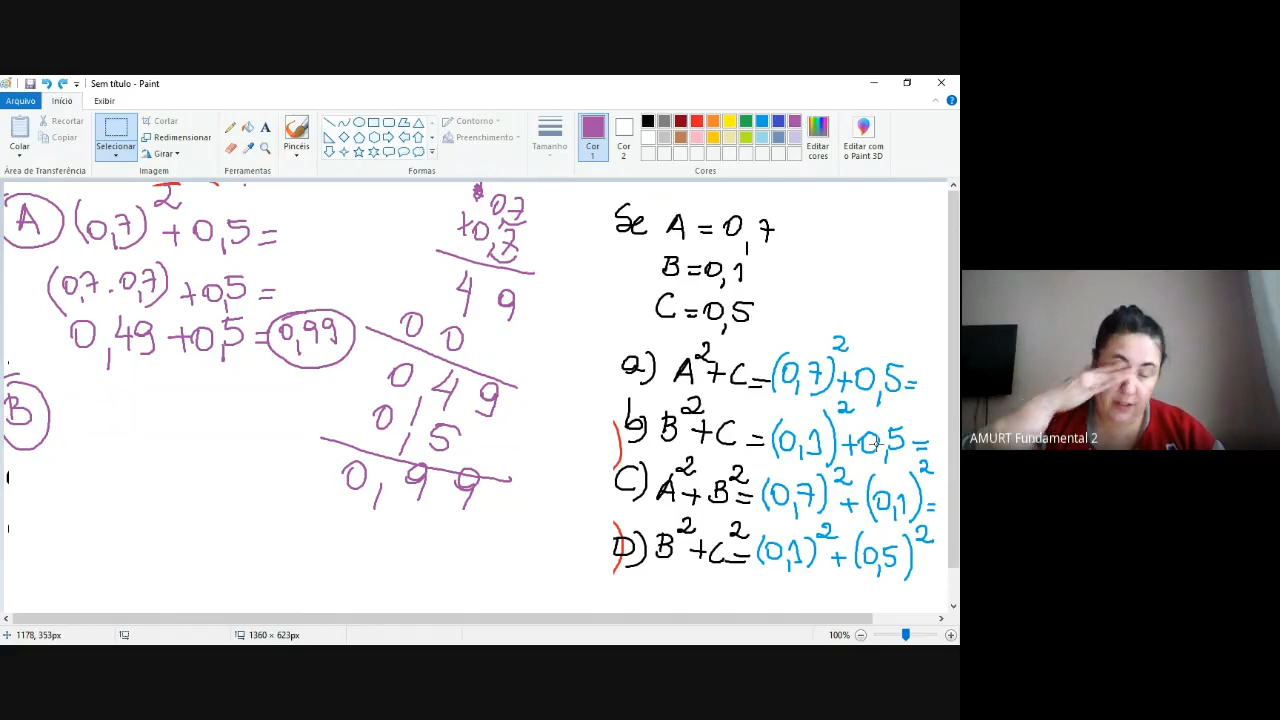 Sem título - Paint
Arquivo Início Exibir
Colar
Recortar
Copiar
Área de Transferência
Selecionar
Cortar
Redimensionar
Girar
Imagem
Ferramentas
Pincéis
Contorno
Preenchimento
Formas
Tamanho
Cor 1
Cor 2
Cores
Editar cores
Editar com o Paint 3D
A (0,7)² + 0,5 =
(0,7 . 0,7) + 0,5 =
0,49 + 0,5 = 0,99
B
0,7
+0,7
4 9
0 0
0,49
0,5
0,99
Se A = 0,7
B = 0,1
C = 0,5
a) A² + C = (0,7)² + 0,5 =
b) B² + C = (0,1)² + 0,5 =
C) A² + B² = (0,7)² + (0,1)² =
D) B² + C² = (0,1)² + (0,5)²
1178, 353px
1360 × 623px
100%
AMURT Fundamental 2